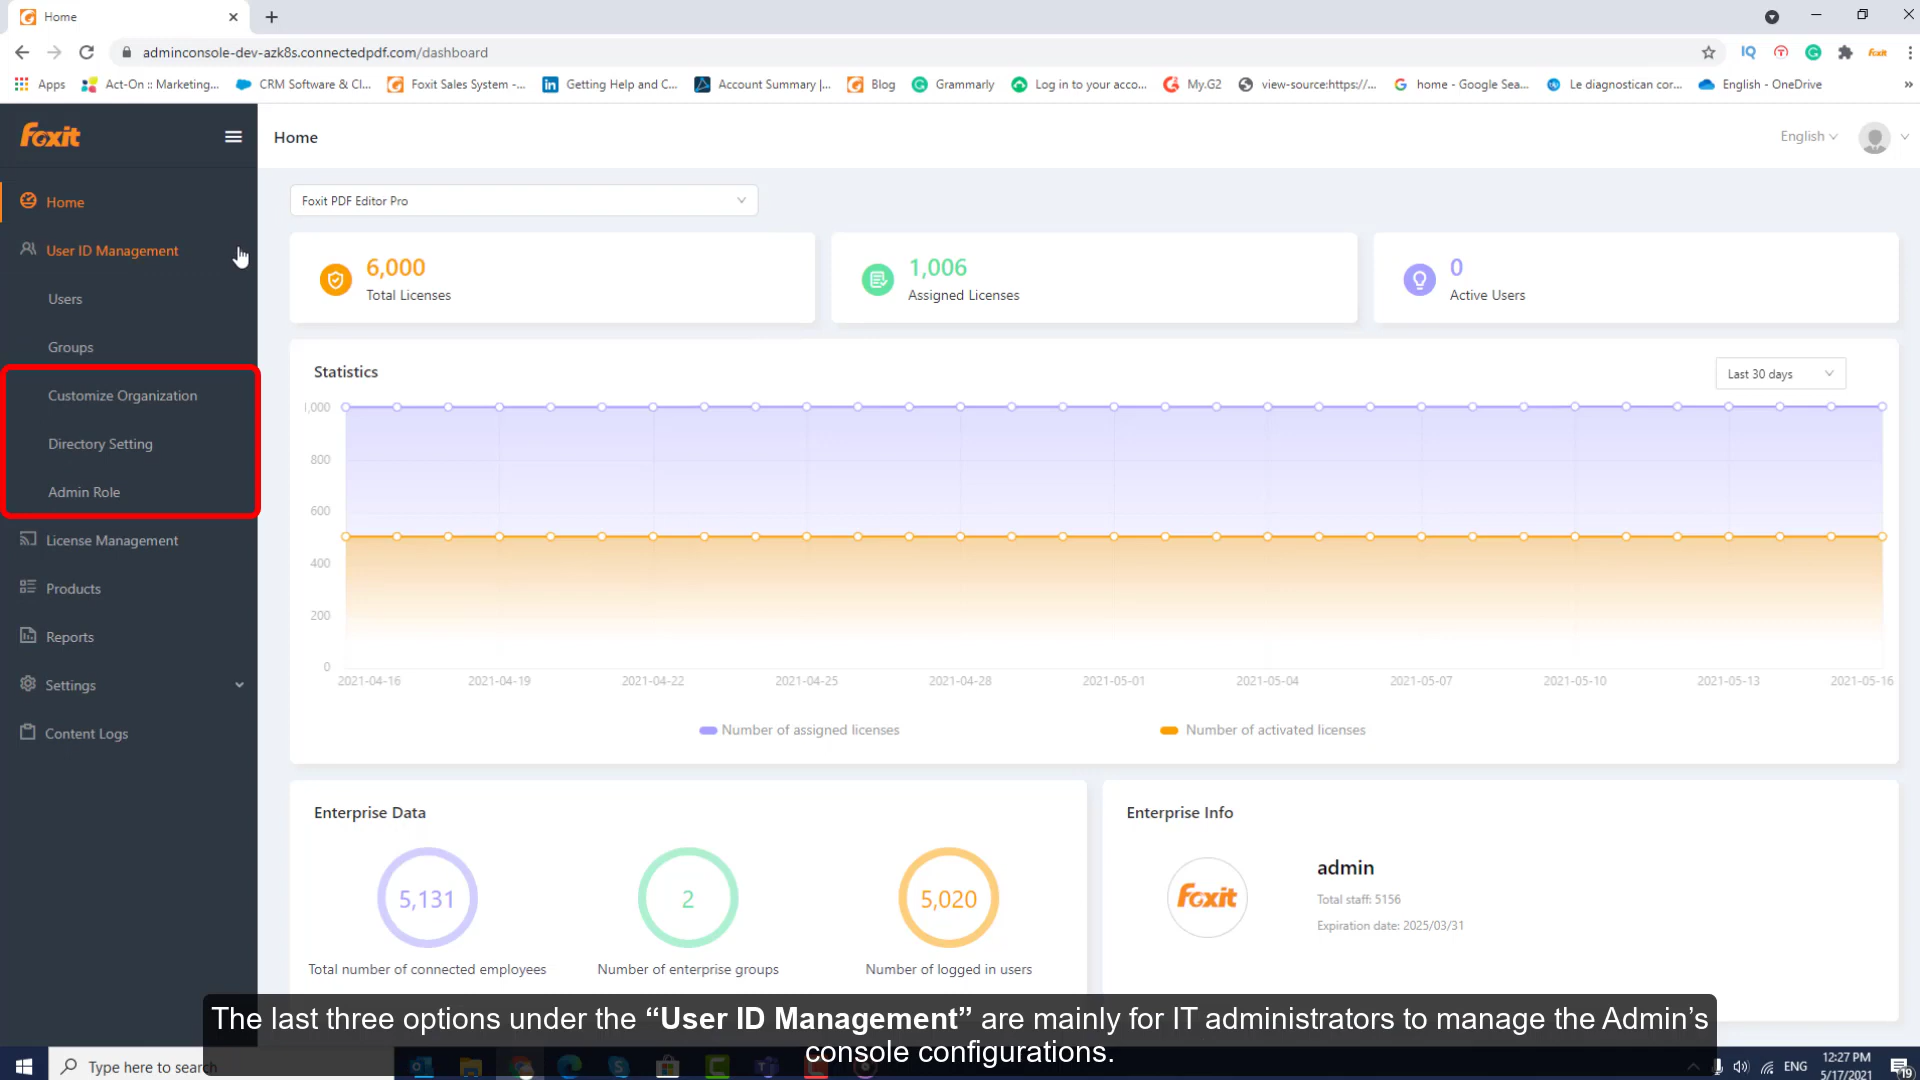 Home
adminconsole-dev-azk8s.connectedpdf.com/dashboard
IQ
foxit
Apps
Act-On :: Marketing...
CRM Software & Cl...
Foxit Sales System -...
Getting Help and C...
Account Summary |...
Blog
Grammarly
Log in to your acco...
My.G2
view-source:https://...
home - Google Sea...
Le diagnostican cor...
English - OneDrive
Foxit
Home
English
Home
User ID Management
Users
Groups
Customize Organization
Directory Setting
Admin Role
License Management
Products
Reports
Settings
Content Logs
Foxit PDF Editor Pro
6,000
Total Licenses
1,006
Assigned Licenses
0
Active Users
Statistics
Last 30 days
1,000
800
600
400
200
0
2021-04-16 2021-04-19 2021-04-22 2021-04-25 2021-04-28 2021-05-01 2021-05-04 2021-05-07 2021-05-10 2021-05-13 2021-05-16
Number of assigned licenses
Number of activated licenses
Enterprise Data
5,131
Total number of connected employees
2
Number of enterprise groups
5,020
Number of logged in users
Enterprise Info
Foxit
admin
Total staff: 5156
Expiration date: 2025/03/31
The last three options under the “User ID Management” are mainly for IT administrators to manage the Admin’s
console configurations.
Type here to search
ENG
12:27 PM
5/17/2021
19